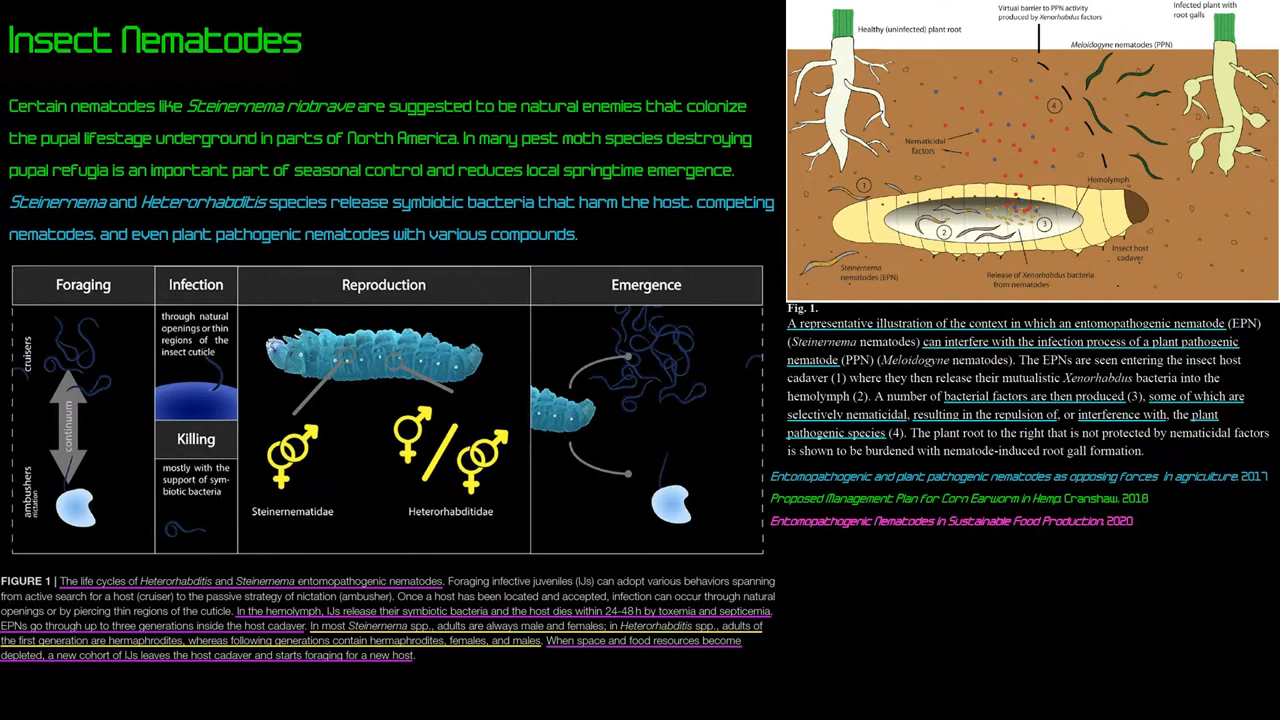 Insect Nematodes
Certain nematodes like Steinernema riobrave are suggested to be natural enemies that colonize
the pupal lifestage underground in parts of North America. In many pest moth species destroying
pupal refugia is an important part of seasonal control and reduces local springtime emergence.
Steinernema and Heterorhabditis species release symbiotic bacteria that harm the host, competing
nematodes, and even plant pathogenic nematodes with various compounds.
Foraging
Infection
Reproduction
Emergence
cruisers
continuum
ambushers
nictation
through natural
openings or thin
regions of the
insect cuticle
Killing
mostly with the
support of sym-
biotic bacteria
Steinernematidae
Heterorhabditidae
FIGURE 1 | The life cycles of Heterorhabditis and Steinernema entomopathogenic nematodes. Foraging infective juveniles (IJs) can adopt various behaviors spanning
from active search for a host (cruiser) to the passive strategy of nictation (ambusher). Once a host has been located and accepted, infection can occur through natural
openings or by piercing thin regions of the cuticle. In the hemolymph, IJs release their symbiotic bacteria and the host dies within 24-48 h by toxemia and septicemia.
EPNs go through up to three generations inside the host cadaver. In most Steinernema spp., adults are always male and females; in Heterorhabditis spp., adults of
the first generation are hermaphrodites, whereas following generations contain hermaphrodites, females, and males. When space and food resources become
depleted, a new cohort of IJs leaves the host cadaver and starts foraging for a new host.
Healthy (uninfected) plant root
Virtual barrier to PPN activity
produced by Xenorhabdus factors
Infected plant with
root galls
Meloidogyne nematodes (PPN)
4
Nematicidal
factors
Hemolymph
1
2
3
Insect host
cadaver
Steinernema
nematodes (EPN)
Release of Xenorhabdus bacteria
from nematodes
Fig. 1.
A representative illustration of the context in which an entomopathogenic nematode (EPN)
(Steinernema nematodes) can interfere with the infection process of a plant pathogenic
nematode (PPN) (Meloidogyne nematodes). The EPNs are seen entering the insect host
cadaver (1) where they then release their mutualistic Xenorhabdus bacteria into the
hemolymph (2). A number of bacterial factors are then produced (3), some of which are
selectively nematicidal, resulting in the repulsion of, or interference with, the plant
pathogenic species (4). The plant root to the right that is not protected by nematicidal factors
is shown to be burdened with nematode-induced root gall formation.
Entomopathogenic and plant pathogenic nematodes as opposing forces in agriculture. 2017
Proposed Management Plan for Corn Earworm in Hemp. Cranshaw. 2018
Entomopathogenic Nematodes in Sustainable Food Production. 2020